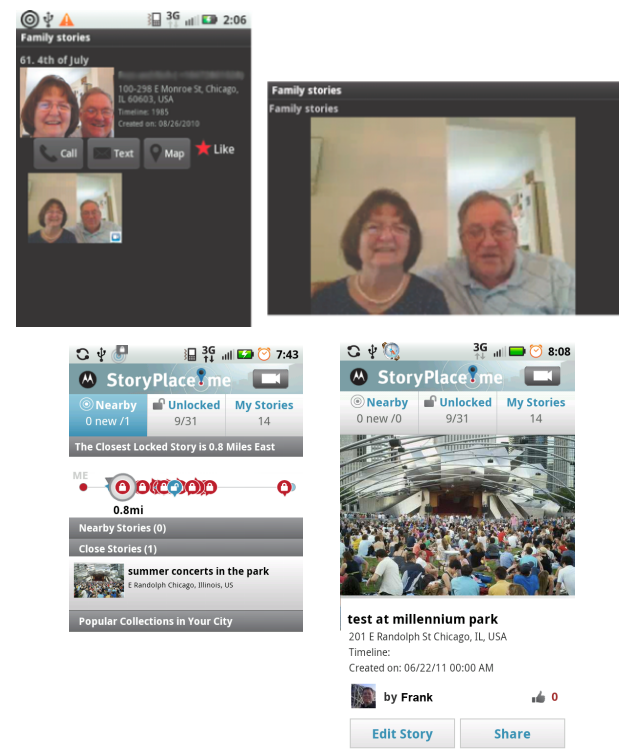 3G
2:06
Family stories
61. 4th of July
100-298 E Monroe St, Chicago,
IL 60603, USA
Timeline: 1985
Created on: 08/26/2010
Call
Text
Map
Like
Family stories
Family stories
3G
7:43
StoryPlace me
Nearby
0 new /1
Unlocked
9/31
My Stories
14
The Closest Locked Story is 0.8 Miles East
ME
0.8mi
Nearby Stories (0)
Close Stories (1)
summer concerts in the park
E Randolph Chicago, Illinois, US
Popular Collections in Your City
3G
8:08
StoryPlace me
Nearby
0 new /0
Unlocked
9/31
My Stories
14
test at millennium park
201 E Randolph St Chicago, IL, USA
Timeline:
Created on: 06/22/11 00:00 AM
by Frank
0
Edit Story
Share